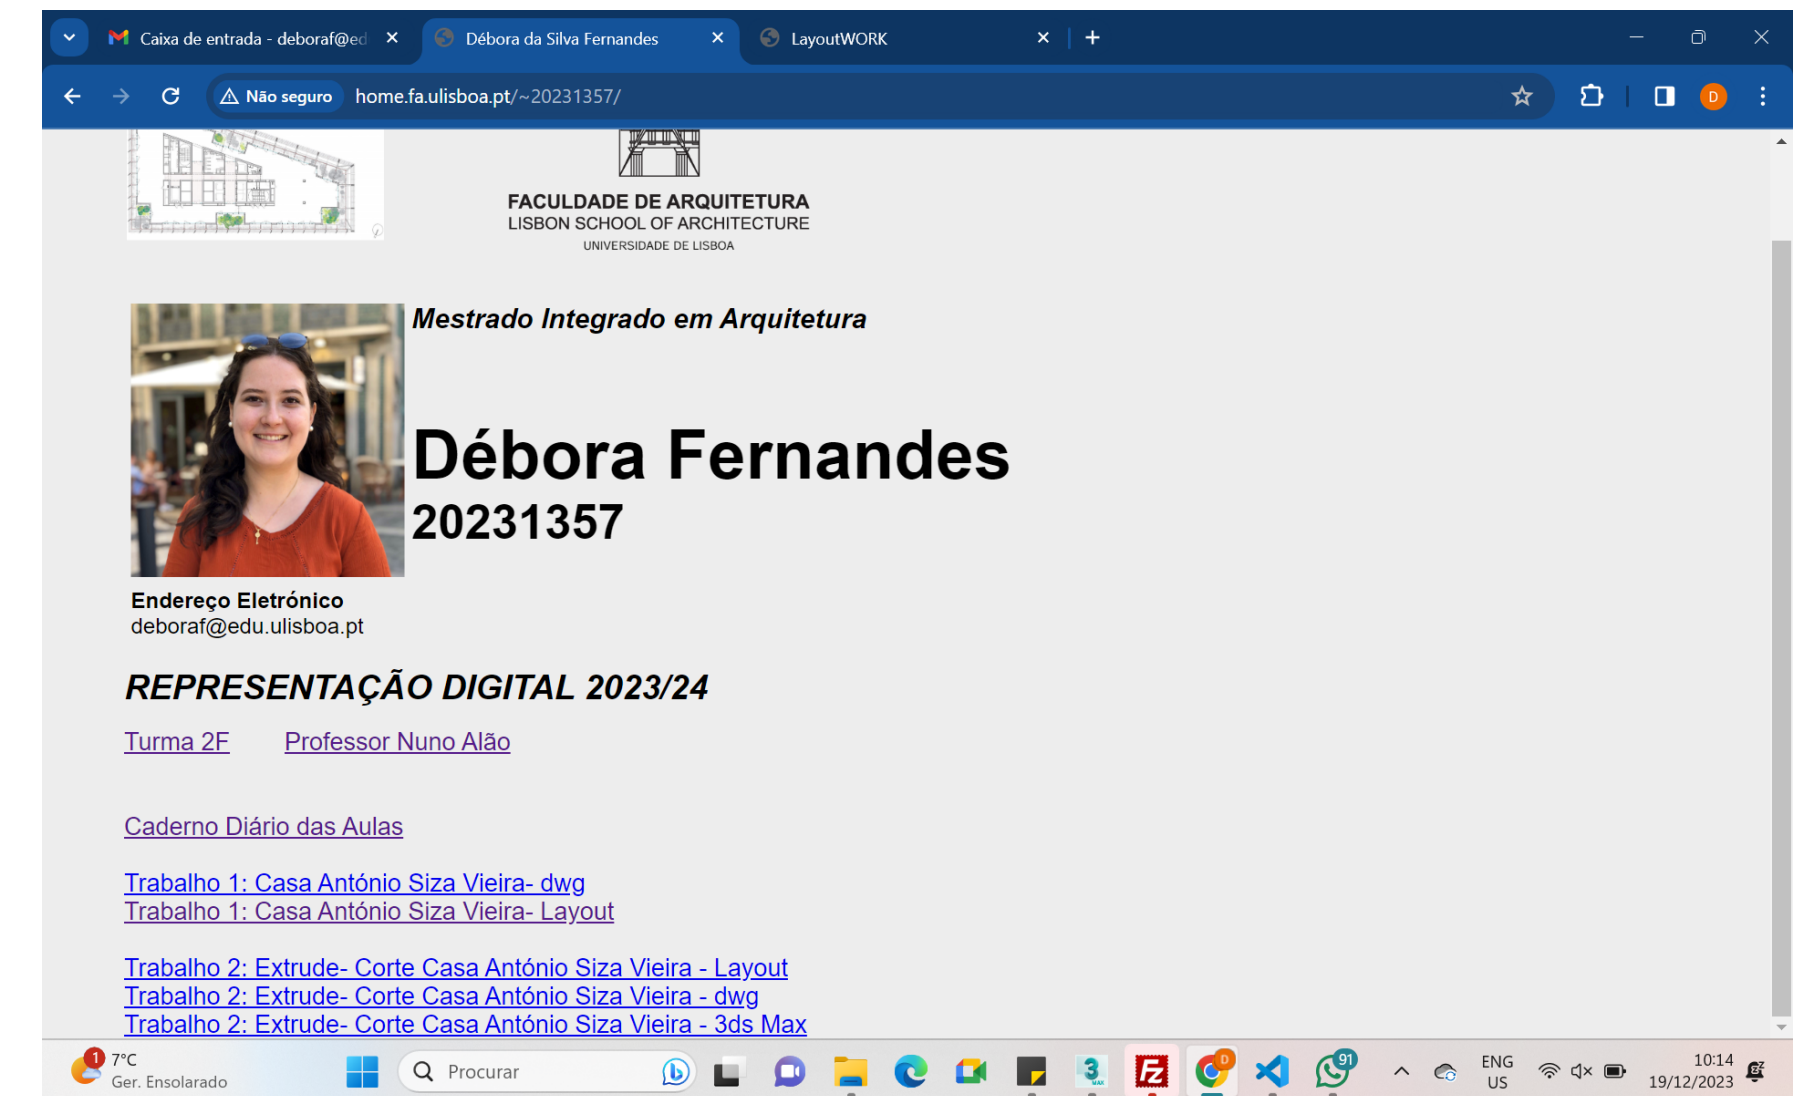 Caixa de entrada - deboraf@ed
Débora da Silva Fernandes
LayoutWORK
Não seguro
home.fa.ulisboa.pt/~20231357/
D
FACULDADE DE ARQUITETURA
LISBON SCHOOL OF ARCHITECTURE
UNIVERSIDADE DE LISBOA
Mestrado Integrado em Arquitetura
Débora Fernandes
20231357
Endereço Eletrónico
deboraf@edu.ulisboa.pt
REPRESENTAÇÃO DIGITAL 2023/24
Turma 2F Professor Nuno Alão
Caderno Diário das Aulas
Trabalho 1: Casa António Siza Vieira- dwg
Trabalho 1: Casa António Siza Vieira- Layout
Trabalho 2: Extrude- Corte Casa António Siza Vieira - Layout
Trabalho 2: Extrude- Corte Casa António Siza Vieira - dwg
Trabalho 2: Extrude- Corte Casa António Siza Vieira - 3ds Max
1
7°C
Ger. Ensolarado
Procurar
3
MAX
Fz
D
91
ENG
US
10:14
19/12/2023